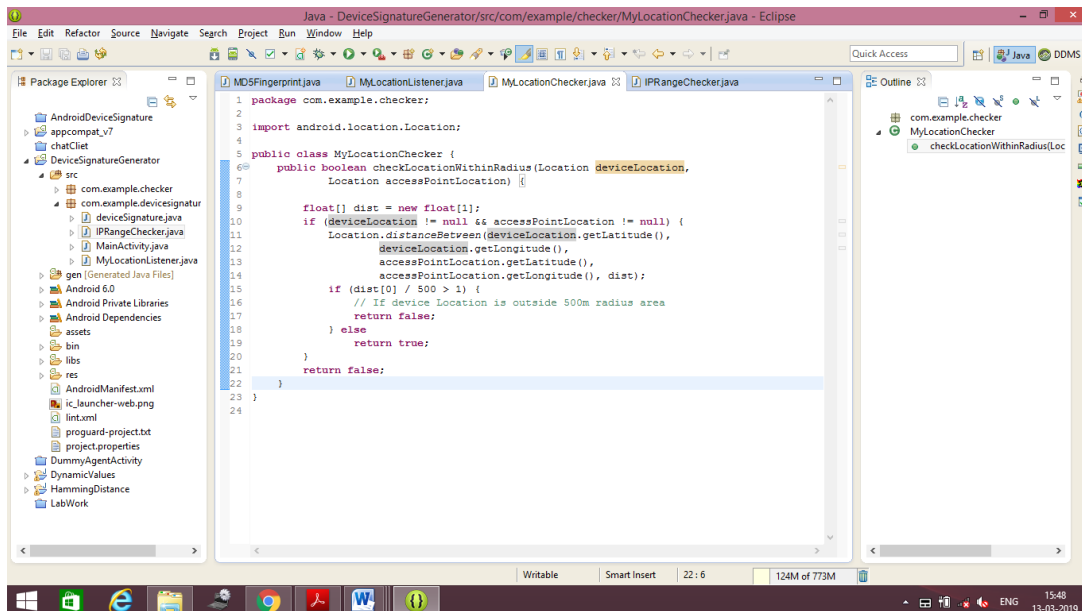 Java - DeviceSignatureGenerator/src/com/example/checker/MyLocationChecker.java - Eclipse
File Edit Refactor Source Navigate Search Project Run Window Help
Quick Access
Java
DDMS
Package Explorer
AndroidDeviceSignature
appcompat_v7
chatCliet
DeviceSignatureGenerator
src
com.example.checker
com.example.devicesignatur
deviceSignature.java
IPRangeChecker.java
MainActivity.java
MyLocationListener.java
gen [Generated Java Files]
Android 6.0
Android Private Libraries
Android Dependencies
assets
bin
libs
res
AndroidManifest.xml
ic_launcher-web.png
lint.xml
proguard-project.txt
project.properties
DummyAgentActivity
DynamicValues
HammingDistance
LabWork
MD5Fingerprint.java MyLocationListener.java MyLocationChecker.java IPRangeChecker.java
1 package com.example.checker;
2
3 import android.location.Location;
4
5 public class MyLocationChecker {
6 public boolean checkLocationWithinRadius(Location deviceLocation,
7 Location accessPointLocation) {
8
9 float[] dist = new float[1];
10 if (deviceLocation != null && accessPointLocation != null) {
11 Location.distanceBetween(deviceLocation.getLatitude(),
12 deviceLocation.getLongitude(),
13 accessPointLocation.getLatitude(),
14 accessPointLocation.getLongitude(), dist);
15 if (dist[0] / 500 > 1) {
16 // If device Location is outside 500m radius area
17 return false;
18 } else
19 return true;
20 }
21 return false;
22 }
23 }
24
Outline
com.example.checker
MyLocationChecker
checkLocationWithinRadius(Loc
Writable Smart Insert 22 : 6 124M of 773M
ENG
15:48
13-03-2019